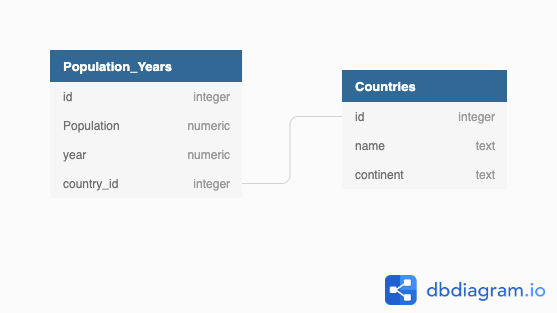 Population_Years
id integer
Population numeric
year numeric
country_id integer
Countries
id integer
name text
continent text
dbdiagram.io